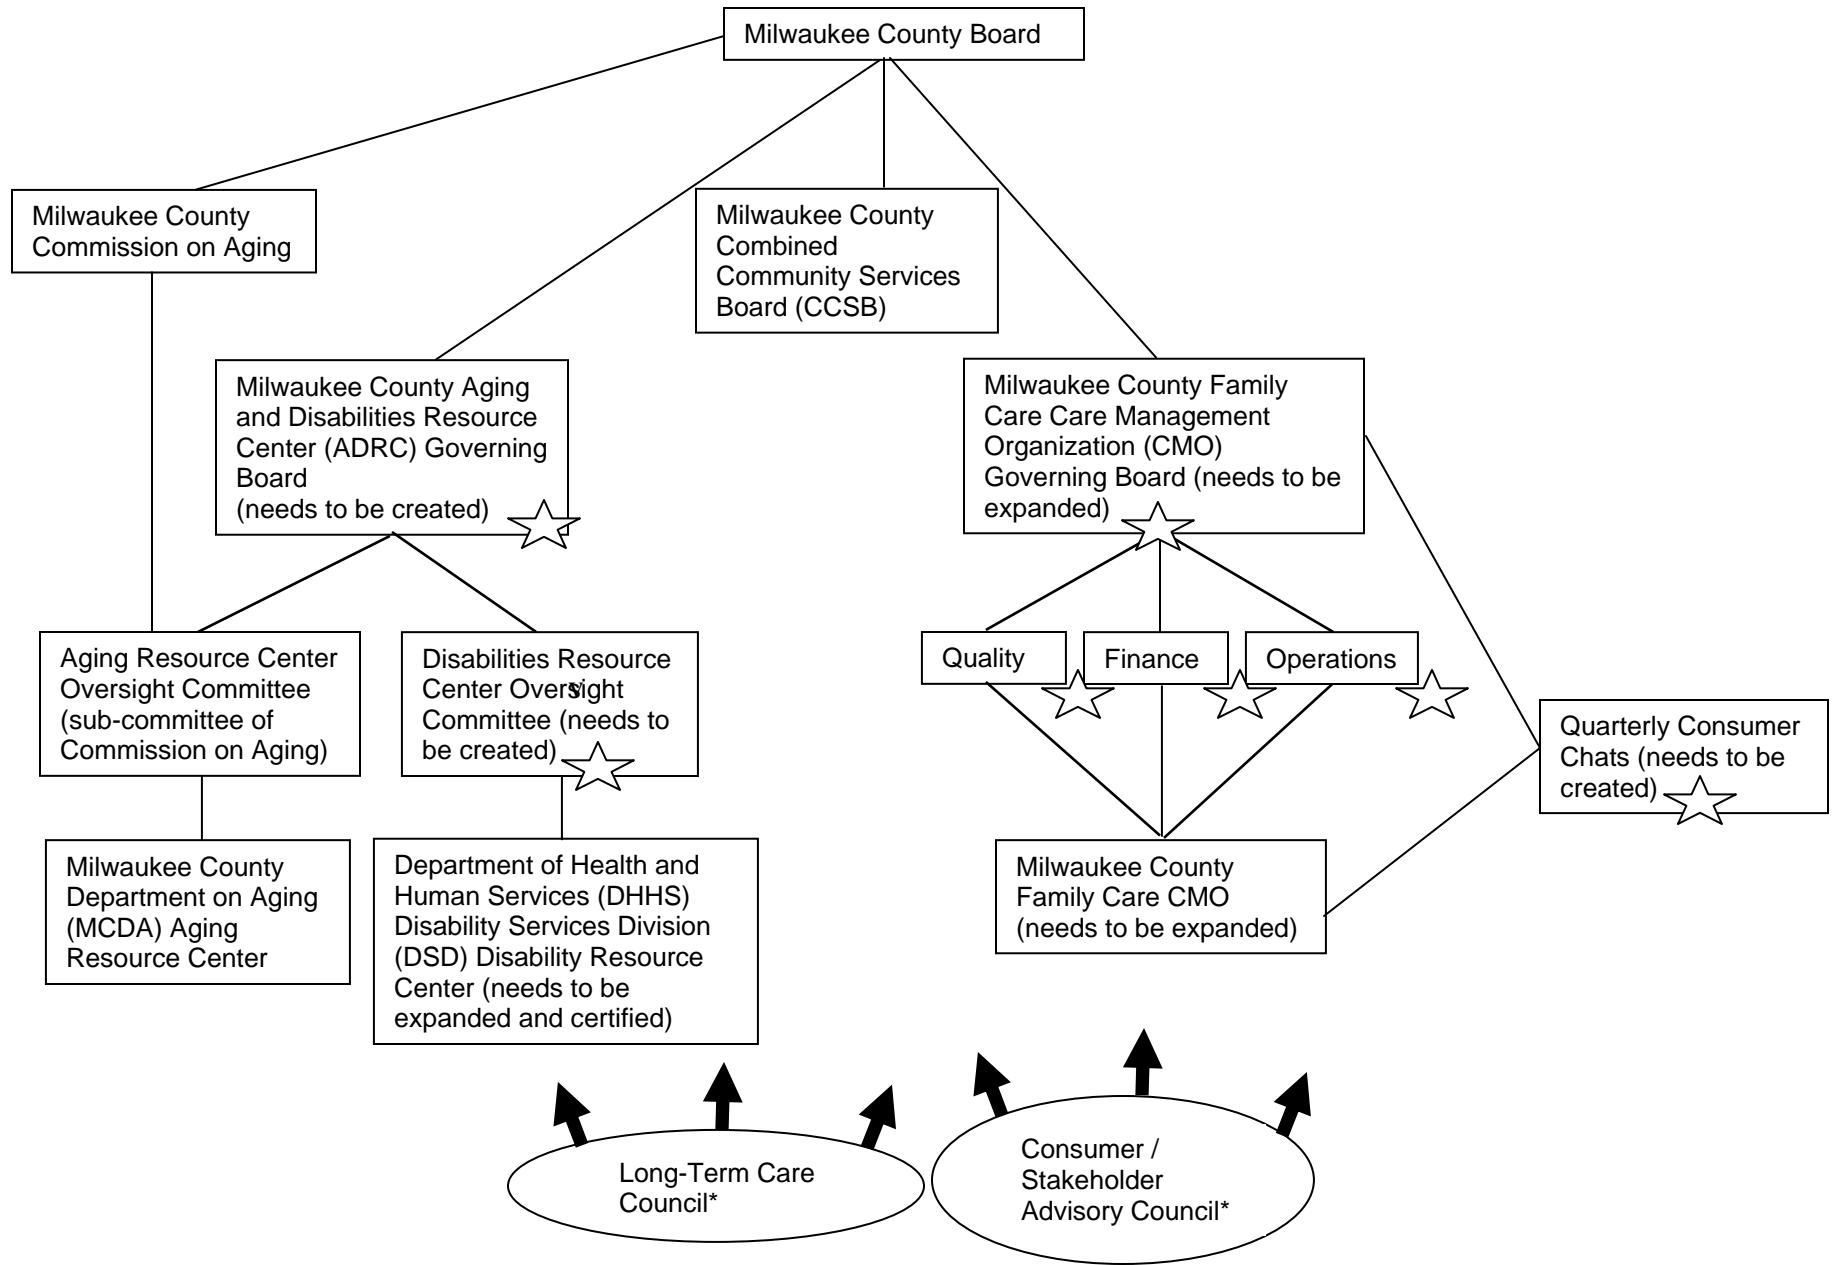 Milwaukee County Board
Milwaukee County
Commission on Aging
Milwaukee County
Combined
Community Services
Board (CCSB)
Milwaukee County Aging
and Disabilities Resource
Center (ADRC) Governing
Board
(needs to be created)
Milwaukee County Family
Care Care Management
Organization (CMO)
Governing Board (needs to be
expanded)
Aging Resource Center
Oversight Committee
(sub-committee of
Commission on Aging)
Disabilities Resource
Center Oversight
Committee (needs to
be created)
Quality
Finance
Operations
Quarterly Consumer
Chats (needs to be
created)
Milwaukee County
Department on Aging
(MCDA) Aging
Resource Center
Department of Health and
Human Services (DHHS)
Disability Services Division
(DSD) Disability Resource
Center (needs to be
expanded and certified)
Milwaukee County
Family Care CMO
(needs to be expanded)
Long-Term Care
Council*
Consumer /
Stakeholder
Advisory Council*